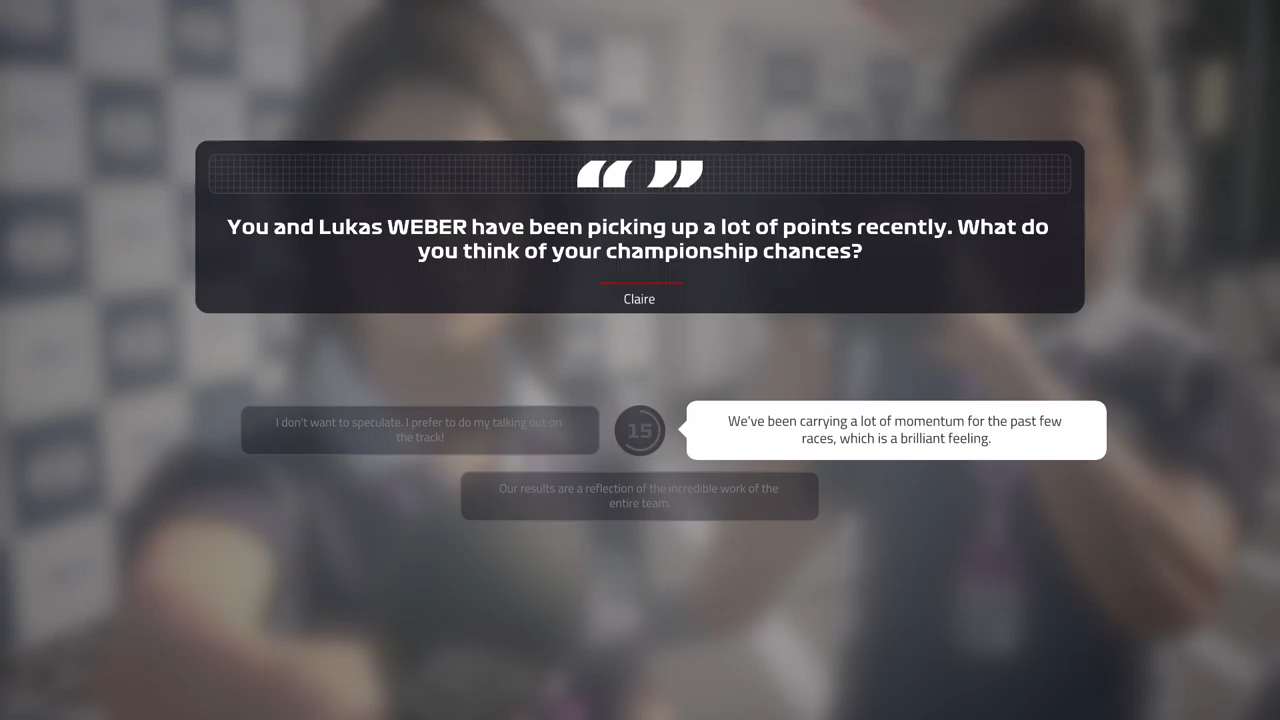 “ ”
You and Lukas WEBER have been picking up a lot of points recently. What do
you think of your championship chances?
Claire
I don't want to speculate. I prefer to do my talking out on
the track!
15
We've been carrying a lot of momentum for the past few
races, which is a brilliant feeling.
Our results are a reflection of the incredible work of the
entire team.